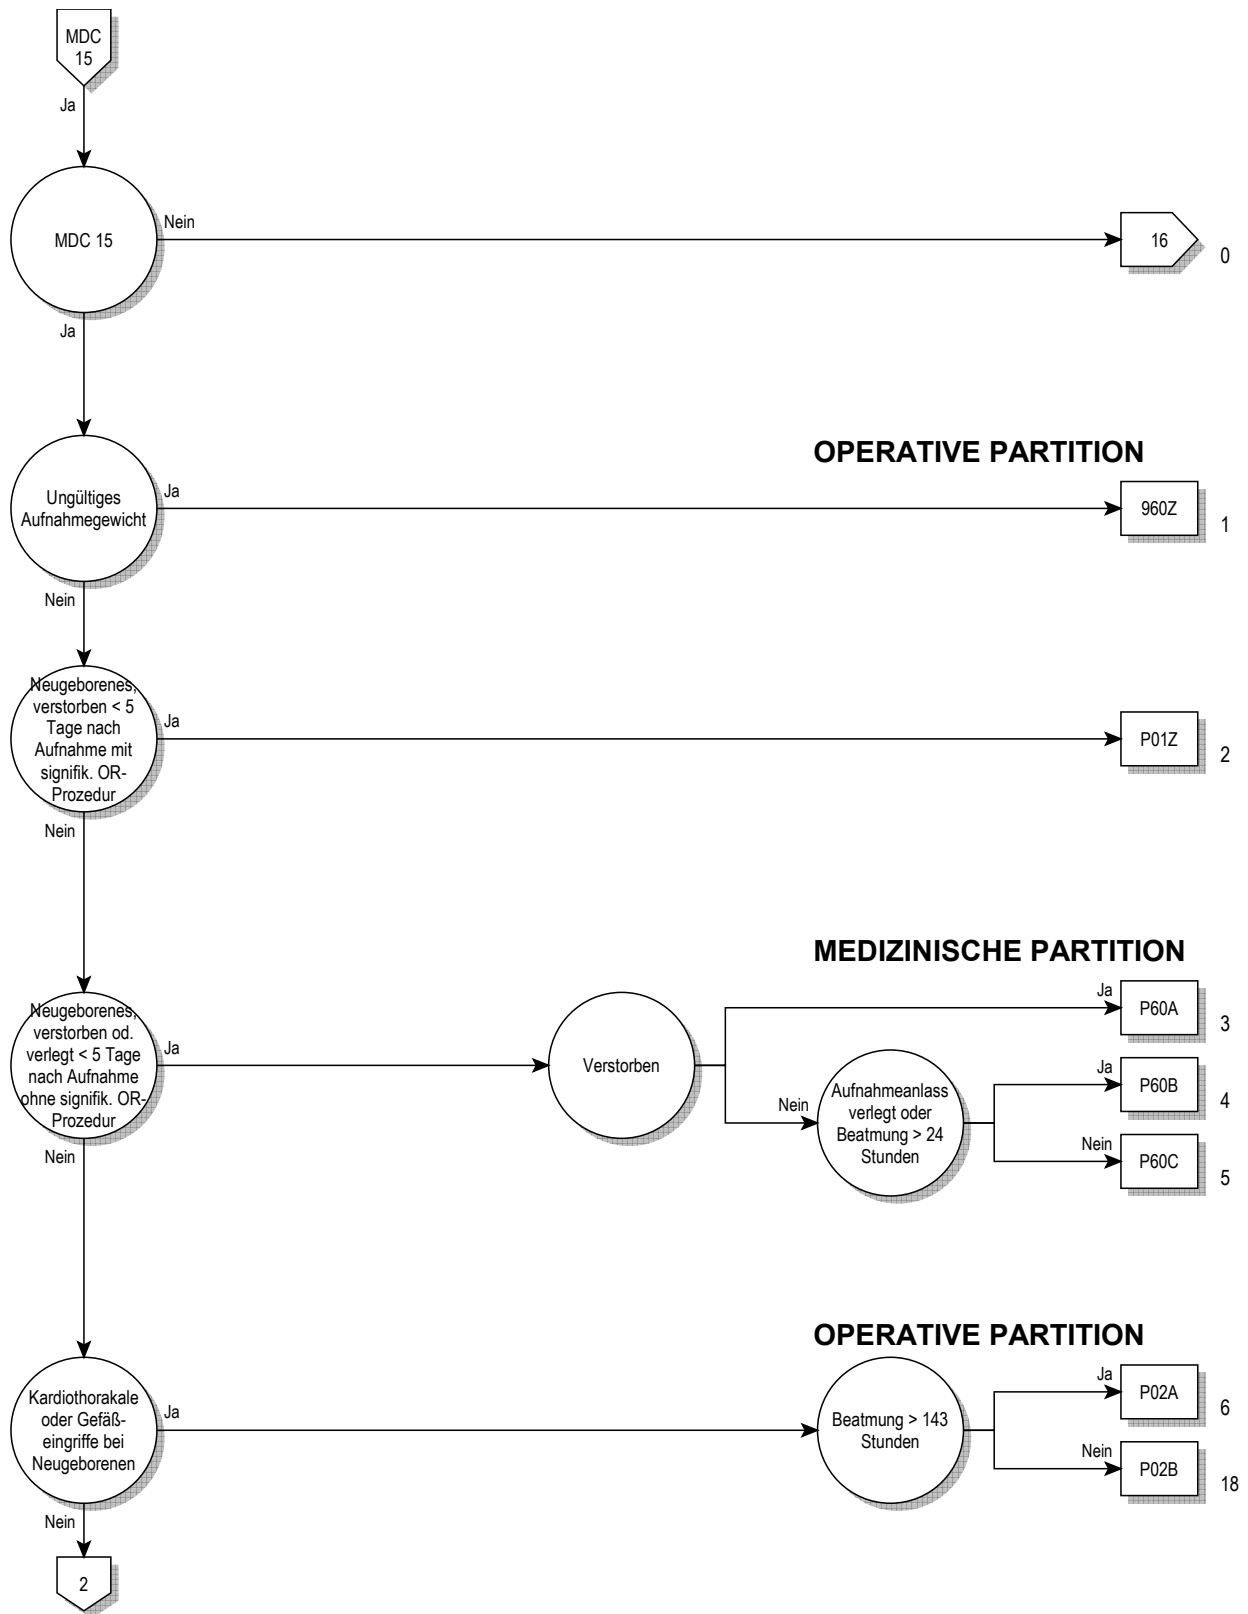 MDC
15
Ja
MDC 15
Nein
16
0
Ja
OPERATIVE PARTITION
Ungültiges
Aufnahmegewicht
Ja
960Z
1
Nein
Neugeborenes,
verstorben < 5
Tage nach
Aufnahme mit
signifik. OR-
Prozedur
Ja
P01Z
2
Nein
MEDIZINISCHE PARTITION
Neugeborenes,
verstorben od.
verlegt < 5 Tage
nach Aufnahme
ohne signifik. OR-
Prozedur
Ja
Verstorben
Ja
P60A
3
Nein
Aufnahmeanlass
verlegt oder
Beatmung > 24
Stunden
Ja
P60B
4
Nein
P60C
5
Nein
OPERATIVE PARTITION
Kardiothorakale
oder Gefäß-
eingriffe bei
Neugeborenen
Ja
Beatmung > 143
Stunden
Ja
P02A
6
Nein
P02B
18
Nein
2